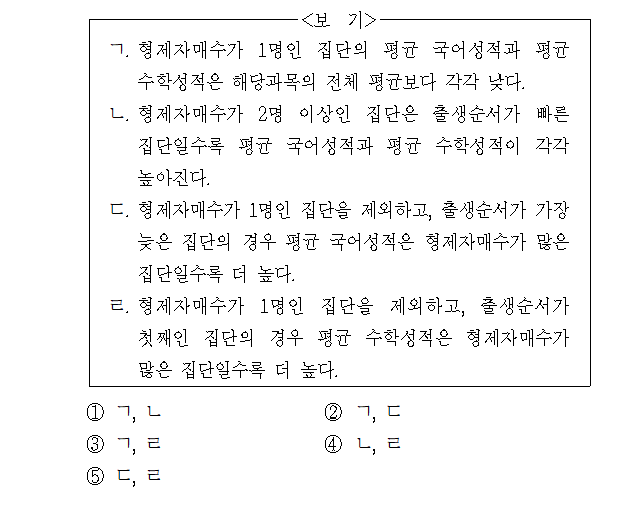 <보 기>
ㄱ. 형제자매수가 1명인 집단의 평균 국어성적과 평균
수학성적은 해당과목의 전체 평균보다 각각 낮다.
ㄴ. 형제자매수가 2명 이상인 집단은 출생순서가 빠른
집단일수록 평균 국어성적과 평균 수학성적이 각각
높아진다.
ㄷ. 형제자매수가 1명인 집단을 제외하고, 출생순서가 가장
늦은 집단의 경우 평균 국어성적은 형제자매수가 많은
집단일수록 더 높다.
ㄹ. 형제자매수가 1명인 집단을 제외하고, 출생순서가
첫째인 집단의 경우 평균 수학성적은 형제자매수가
많은 집단일수록 더 높다.
① ㄱ, ㄴ ② ㄱ, ㄷ
③ ㄱ, ㄹ ④ ㄴ, ㄹ
⑤ ㄷ, ㄹ